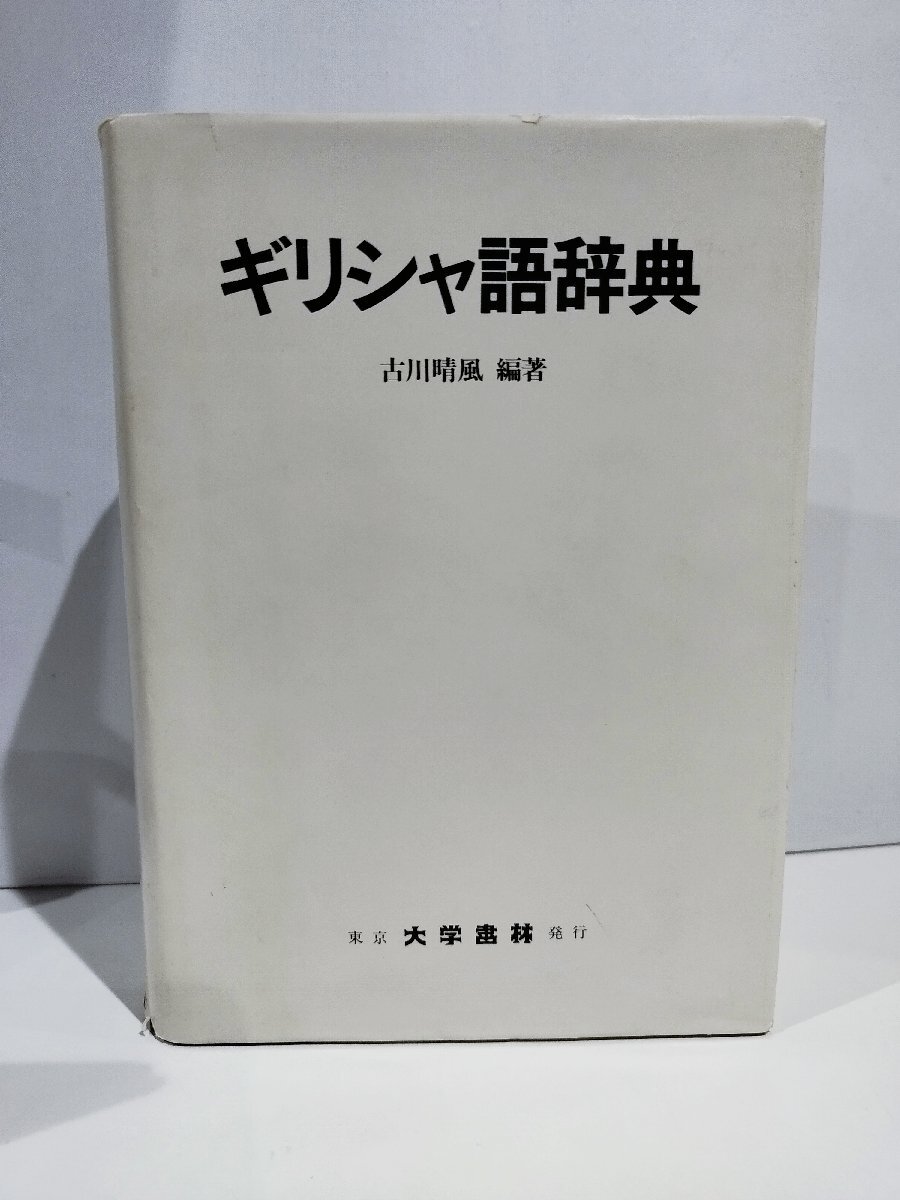 ギリシャ語辞典
古川晴風 編著
東京 大学書林 発行